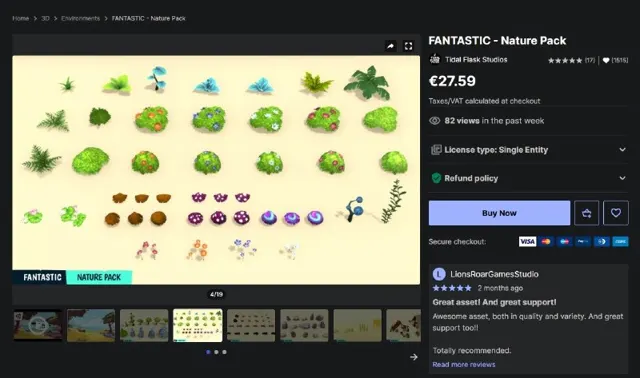 Home > 3D > Environments > FANTASTIC - Nature Pack
FANTASTIC - Nature Pack
Tidal Flask Studios
(17) | (1515)
€27.59
Taxes/VAT calculated at checkout
82 views in the past week
License type: Single Entity
Refund policy
Buy Now
Secure checkout:
VISA
FANTASTIC NATURE PACK
4/19
L LionsRoarGamesStudio
2 months ago
Great asset! And great support!
Awesome asset, both in quality and variety. And great
support too!!
Totally recommended.
Read more reviews